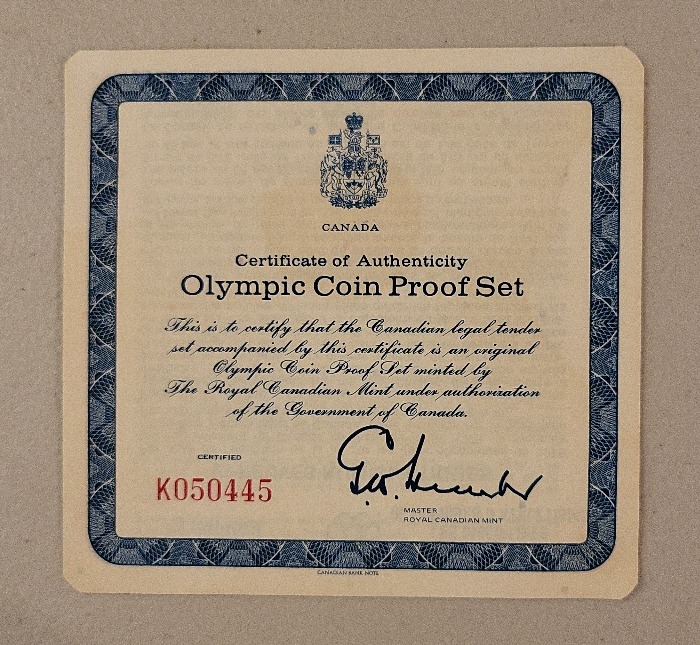 CANADA
Certificate of Authenticity
Olympic Coin Proof Set
This is to certify that the Canadian legal tender
set accompanied by this certificate is an original
Olympic Coin Proof Set minted by
The Royal Canadian Mint under authorization
of the Government of Canada.
CERTIFIED
K050445
MASTER
ROYAL CANADIAN MINT
CANADIAN BANK NOTE